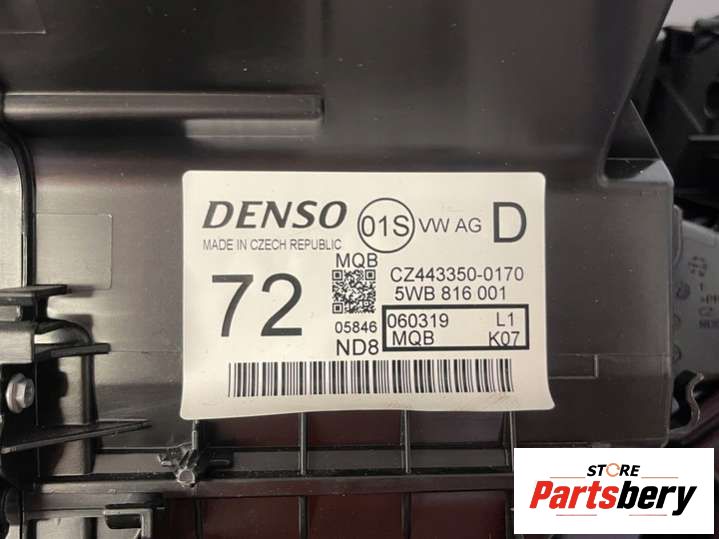 DENSO 01S VW AG D
MADE IN CZECH REPUBLIC
72
MQB
05846
ND8
CZ443350-0170
5WB 816 001
060319 L1
MQB K07
STORE
Partsbery